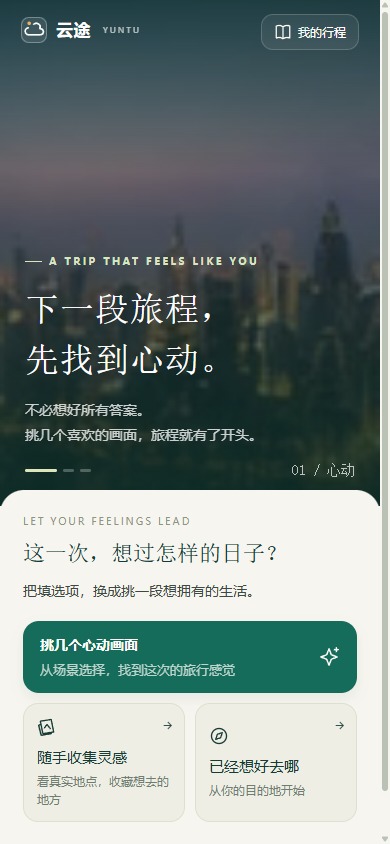 云途 YUNTU
我的行程
A TRIP THAT FEELS LIKE YOU
下一段旅程，
先找到心动。
不必想好所有答案。
挑几个喜欢的画面，旅程就有了开头。
01 / 心动
LET YOUR FEELINGS LEAD
这一次，想过怎样的日子？
把填选项，换成挑一段想拥有的生活。
挑几个心动画面
从场景选择，找到这次的旅行感觉
随手收集灵感
看真实地点，收藏想去的
地方
已经想好去哪
从你的目的地开始